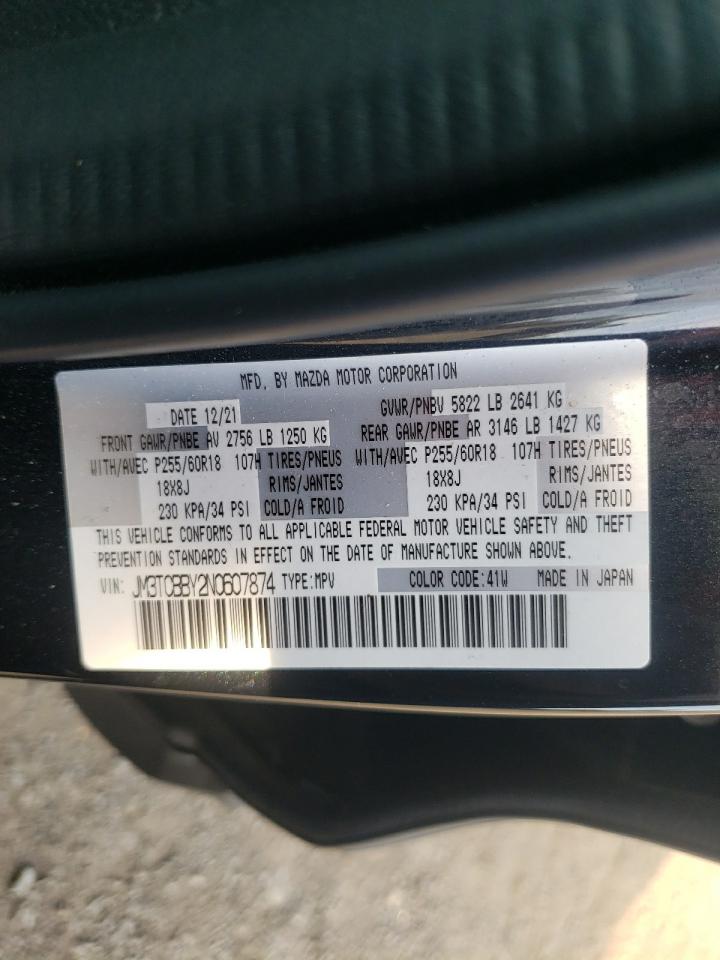 MFD. BY MAZDA MOTOR CORPORATION
DATE 12/21 GVWR/PNBV 5822 LB 2641 KG
FRONT GAWR/PNBE AV 2756 LB 1250 KG REAR GAWR/PNBE AR 3146 LB 1427 KG
WITH/AVEC P255/60R18 107H TIRES/PNEUS WITH/AVEC P255/60R18 107H TIRES/PNEUS
18X8J RIMS/JANTES 18X8J RIMS/JANTES
230 KPA/34 PSI COLD/A FROID 230 KPA/34 PSI COLD/A FROID
THIS VEHICLE CONFORMS TO ALL APPLICABLE FEDERAL MOTOR VEHICLE SAFETY AND THEFT
PREVENTION STANDARDS IN EFFECT ON THE DATE OF MANUFACTURE SHOWN ABOVE.
VIN: JM3TCBBY2N0607874 TYPE:MPV COLOR CODE:41W MADE IN JAPAN